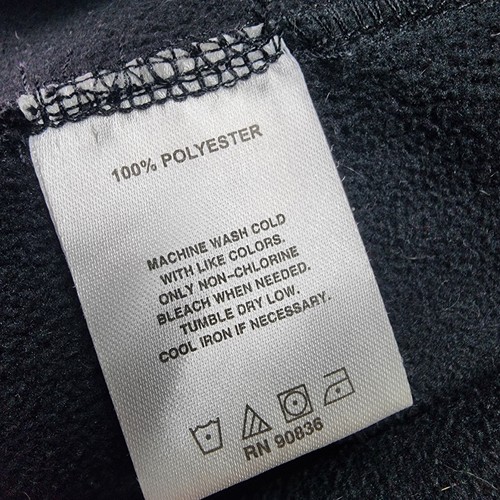 100% POLYESTER
MACHINE WASH COLD
WITH LIKE COLORS.
ONLY NON-CHLORINE
BLEACH WHEN NEEDED.
TUMBLE DRY LOW.
COOL IRON IF NECESSARY.
RN 90836